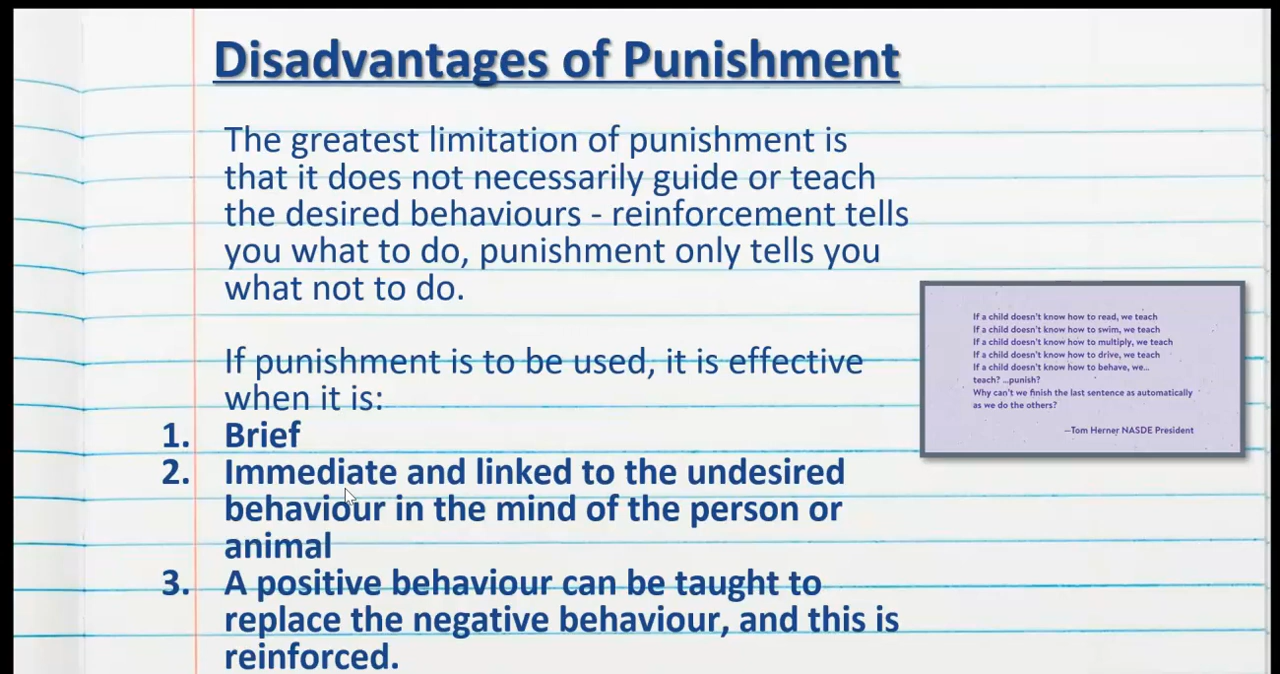 Disadvantages of Punishment
The greatest limitation of punishment is
that it does not necessarily guide or teach
the desired behaviours - reinforcement tells
you what to do, punishment only tells you
what not to do.
If punishment is to be used, it is effective
when it is:
1. Brief
2. Immediate and linked to the undesired
behaviour in the mind of the person or
animal
3. A positive behaviour can be taught to
replace the negative behaviour, and this is
reinforced.
If a child doesn't know how to read, we teach
If a child doesn't know how to swim, we teach
If a child doesn't know how to multiply, we teach
If a child doesn't know how to drive, we teach
If a child doesn't know how to behave, we...
teach? ...punish?
Why can't we finish the last sentence as automatically
as we do the others?
—Tom Herner NASDE President